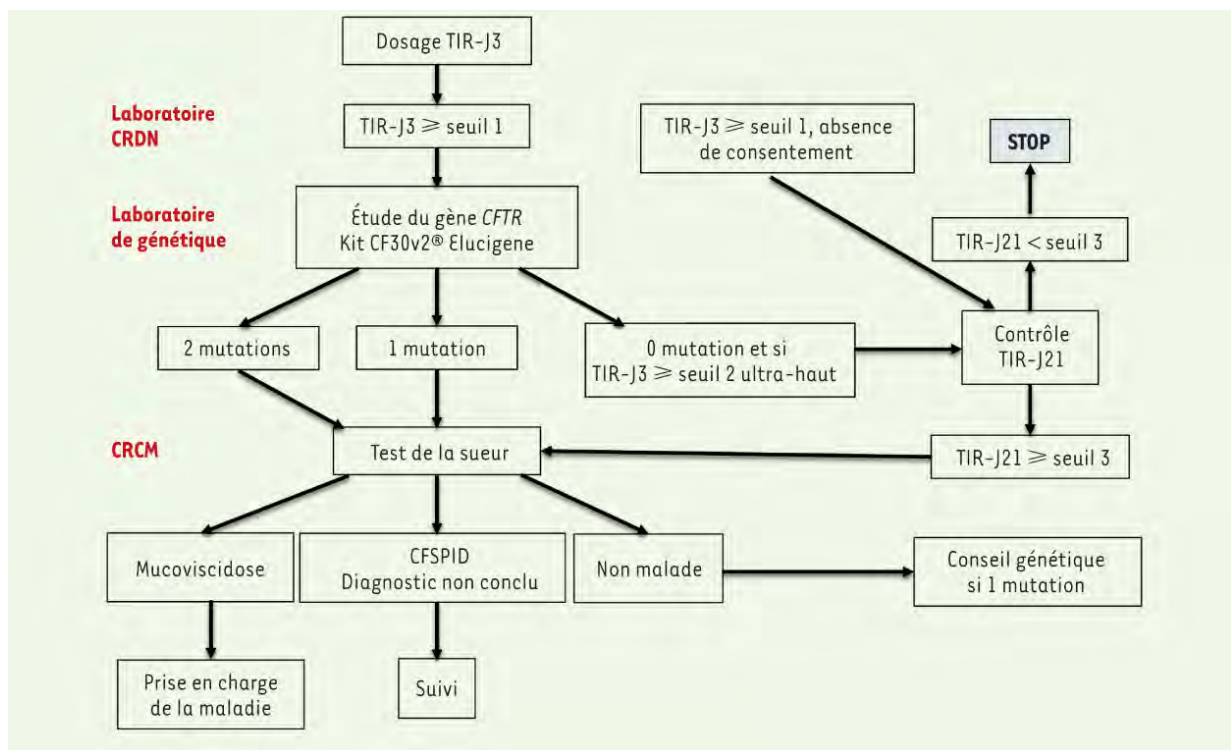 Dosage TIR-J3
Laboratoire
CRDN
TIR-J3 ⩾ seuil 1
TIR-J3 ⩾ seuil 1, absence
de consentement
STOP
Laboratoire
de génétique
Étude du gène CFTR
Kit CF30v2® Elucigene
TIR-J21 < seuil 3
2 mutations
1 mutation
0 mutation et si
TIR-J3 ⩾ seuil 2 ultra-haut
Contrôle
TIR-J21
CRCM
Test de la sueur
TIR-J21 ⩾ seuil 3
Mucoviscidose
CFSPID
Diagnostic non conclu
Non malade
Conseil génétique
si 1 mutation
Prise en charge
de la maladie
Suivi